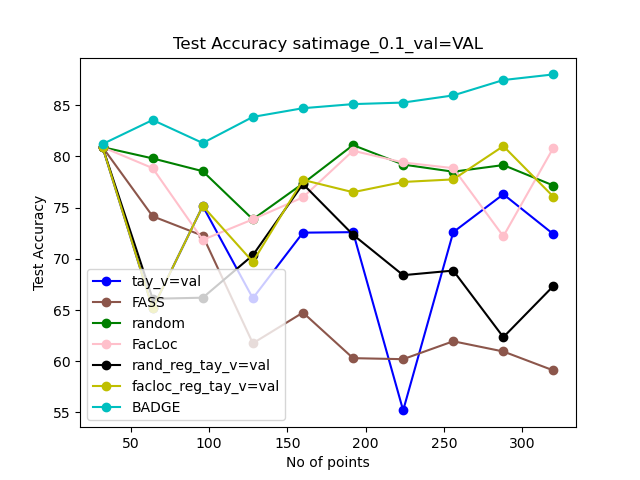 Test Accuracy satimage_0.1_val=VAL
Test Accuracy
85
80
75
70
65
60
55
tay_v=val
FASS
random
FacLoc
rand_reg_tay_v=val
facloc_reg_tay_v=val
BADGE
50 100 150 200 250 300
No of points